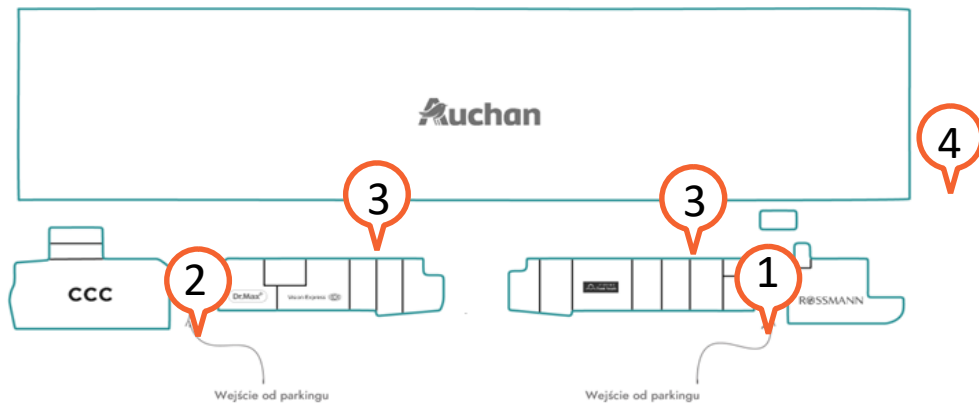 Auchan
4
3
3
2
1
CCC
Dr.Max+
Vision Express
ROSSMANN
Wejście od parkingu
Wejście od parkingu